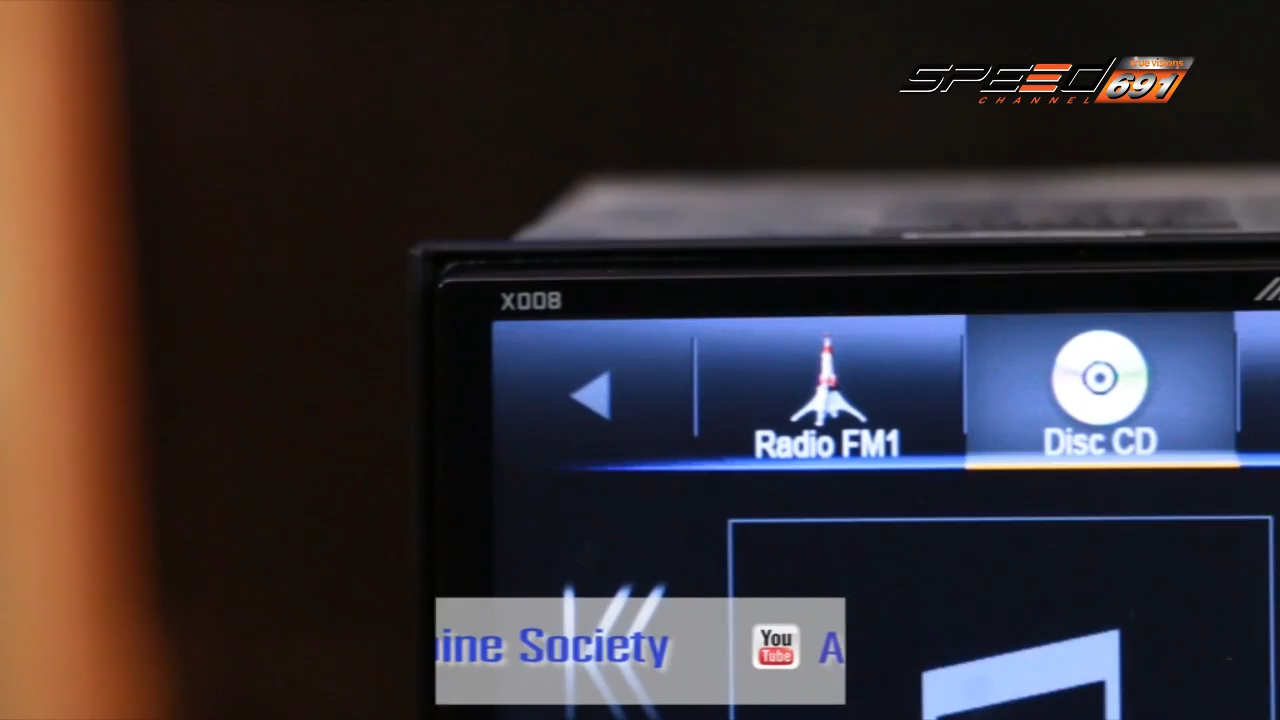 SPEED
true visions
CHANNEL 691
X008
Radio FM1
Disc CD
ine Society
You
Tube
A